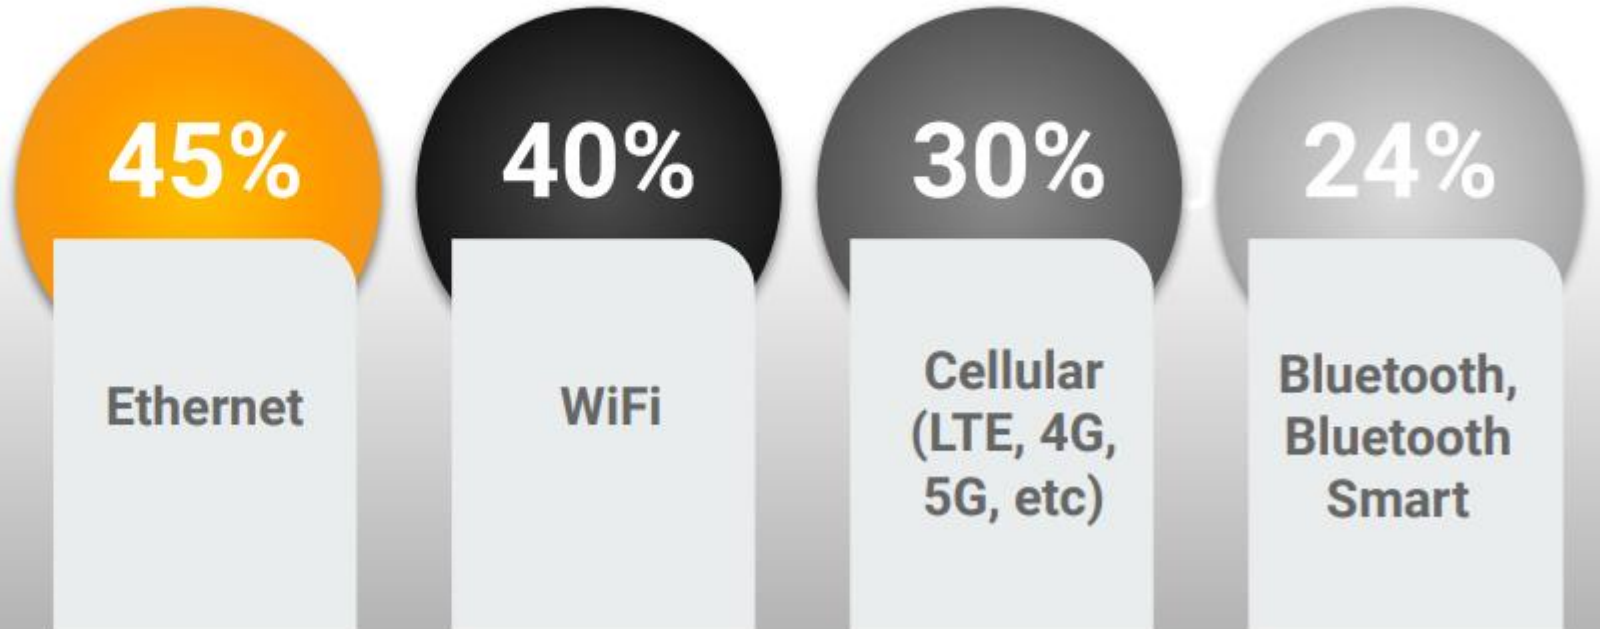 45%
40%
30%
24%
Ethernet
WiFi
Cellular
(LTE, 4G,
5G, etc)
Bluetooth,
Bluetooth
Smart